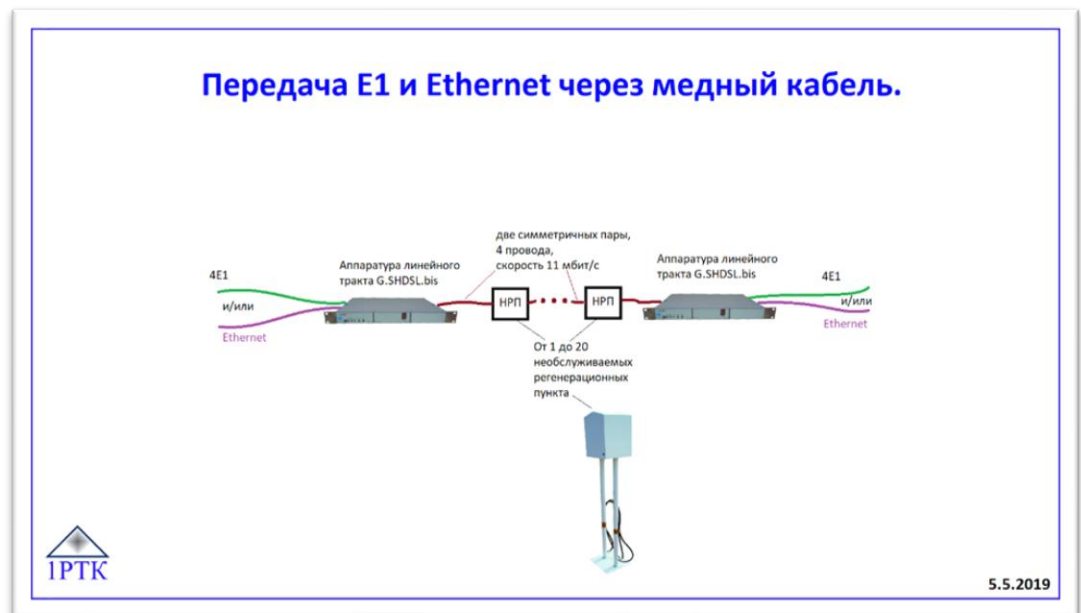 Передача E1 и Ethernet через медный кабель.
две симметричных пары,
4 провода,
скорость 11 мбит/с
Аппаратура линейного
тракта G.SHDSL.bis
Аппаратура линейного
тракта G.SHDSL.bis
4E1
и/или
Ethernet
НРП
НРП
4E1
и/или
Ethernet
От 1 до 20
необслуживаемых
регенерационных
пункта
1РТК
5.5.2019